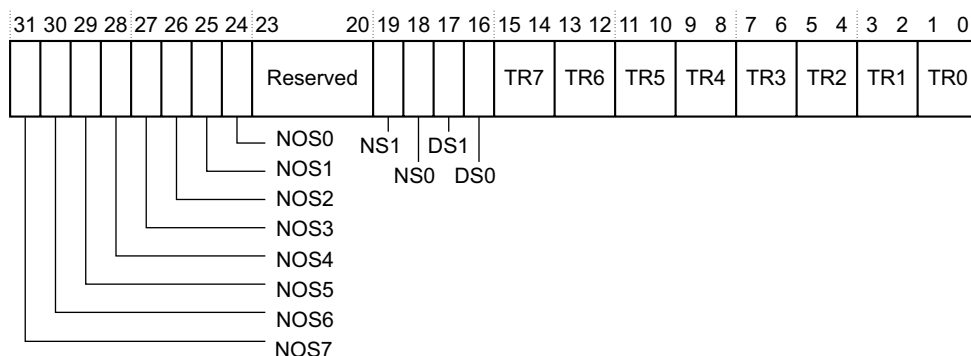 31 30 29 28 27 26 25 24 23 20 19 18 17 16 15 14 13 12 11 10 9 8 7 6 5 4 3 2 1 0
Reserved TR7 TR6 TR5 TR4 TR3 TR2 TR1 TR0
NOS0 NS1 DS1
NOS1 NS0 DS0
NOS2
NOS3
NOS4
NOS5
NOS6
NOS7